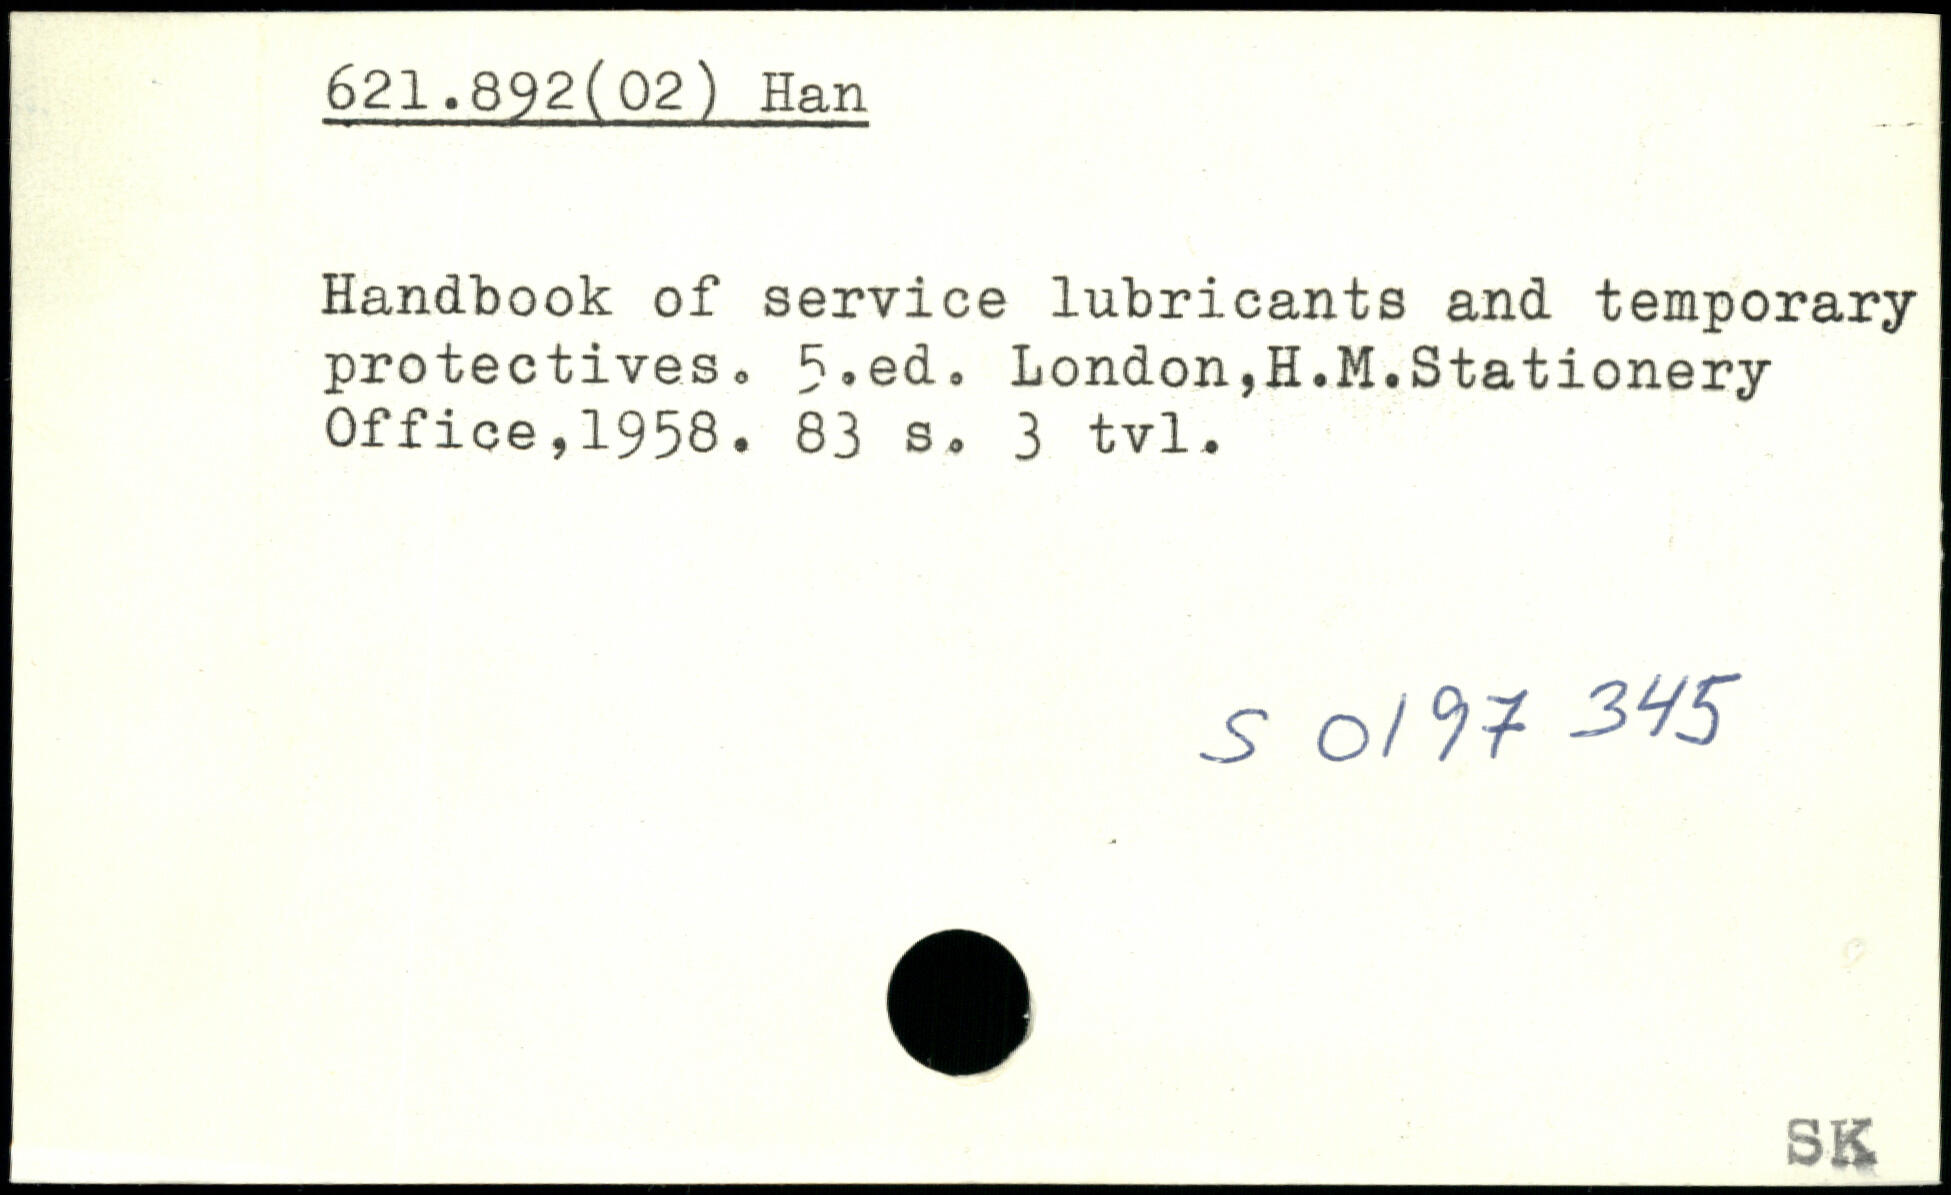 621.892(02) Han
Handbook of service lubricants and temporary
protectives. 5.ed. London,H.M.Stationery
Office,1958. 83 s. 3 tvl.
S 0197 345
SK